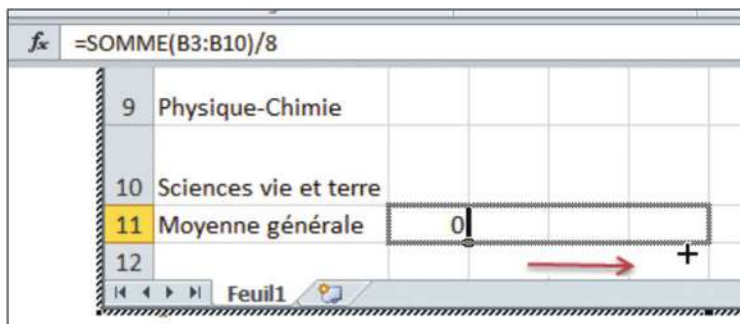 fx =SOMME(B3:B10)/8
9 Physique-Chimie
10 Sciences vie et terre
11 Moyenne générale 0
12
Feuil1